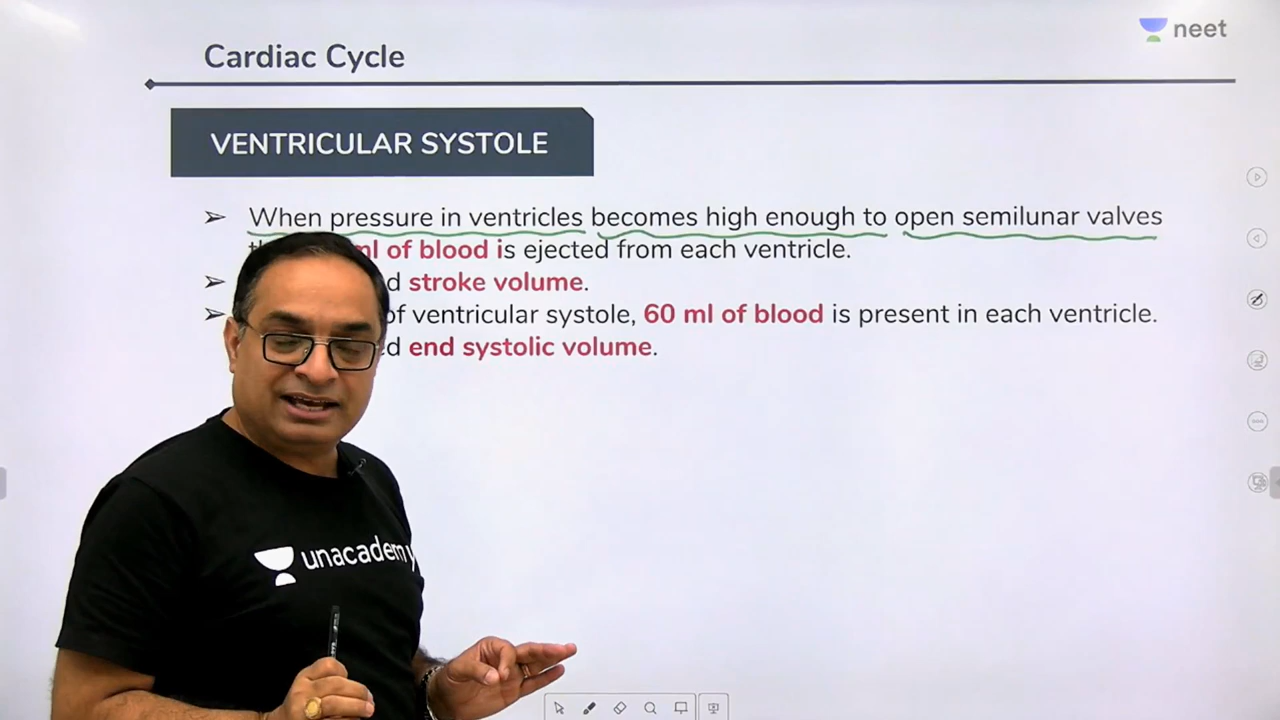 neet
Cardiac Cycle
VENTRICULAR SYSTOLE
➢ When pressure in ventricles becomes high enough to open semilunar valves
ml of blood is ejected from each ventricle.
➢ stroke volume.
➢ of ventricular systole, 60 ml of blood is present in each ventricle.
end systolic volume.
unacademy